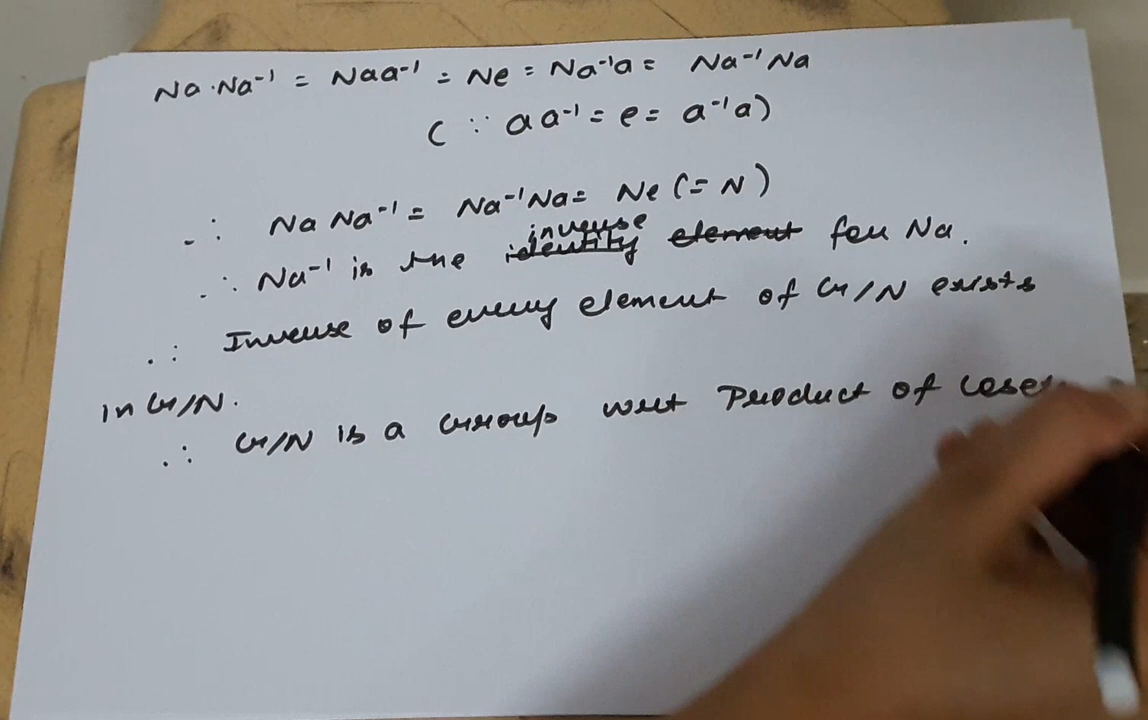 Na·Na⁻¹ = Naa⁻¹ = Ne = Na⁻¹a = Na⁻¹Na
(∵ aa⁻¹ = e = a⁻¹a)
∴ Na Na⁻¹ = Na⁻¹Na = Ne (= N)
inverse
∴ Na⁻¹ is the identity element for Na.
∴ Inverse of every element of G/N exists
in G/N.
∴ G/N is a Group wrt Product of